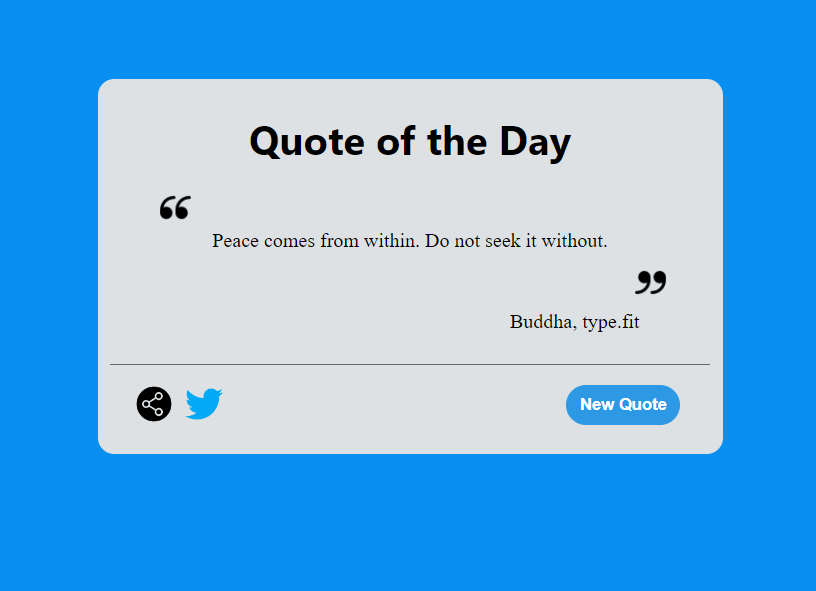 Quote of the Day
“
Peace comes from within. Do not seek it without.
”
Buddha, type.fit
New Quote